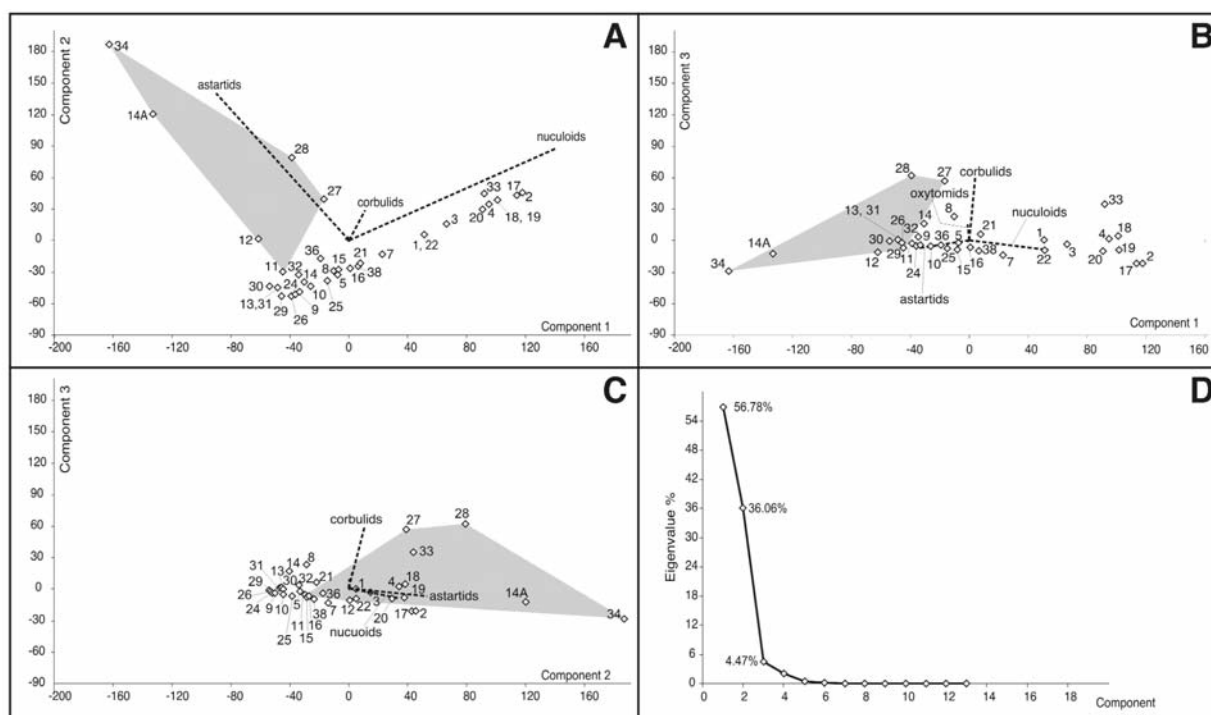 A
Component 2
180
150
120
90
60
30
0
-30
-60
-90
34
astartids
14A
28
nuculoids
27
corbulids
33 17 2
20 4 18, 19
3
12
1, 22
36 21 7
15
11 32 14 8 16 38
30 24 5
13,31 10 25
29 9
26
Component 1
-200 -160 -120 -80 -40 0 40 80 120 160
B
Component 3
180
150
120
90
60
30
0
-30
-60
-90
28 27
corbulids
oxytomids
33
13, 31 26 14 8
32 21 nuculoids
14A 30 9 36 5 1 4 18
34 12 29 11 10 16 38 22 3 19
24 25 15 7 20 2
17
astartids
Component 1
-200 -160 -120 -80 -40 0 40 80 120 160
C
Component 3
180
150
120
90
60
30
0
-30
-60
-90
28
27
corbulids
33
31 14 8
13 18
29 30 32 21 1 4
26 36 19 astartids 14A
24 9 10 5 38 7 12 22 3 34
11 16 20 17 2
25 15 nucuoids
Component 2
-200 -160 -120 -80 -40 0 40 80 120 160
D
Eigenvalue %
54
48
42
36
30
24
18
12
6
0
56.78%
36.06%
4.47%
0 2 4 6 8 10 12 14 16 18
Component